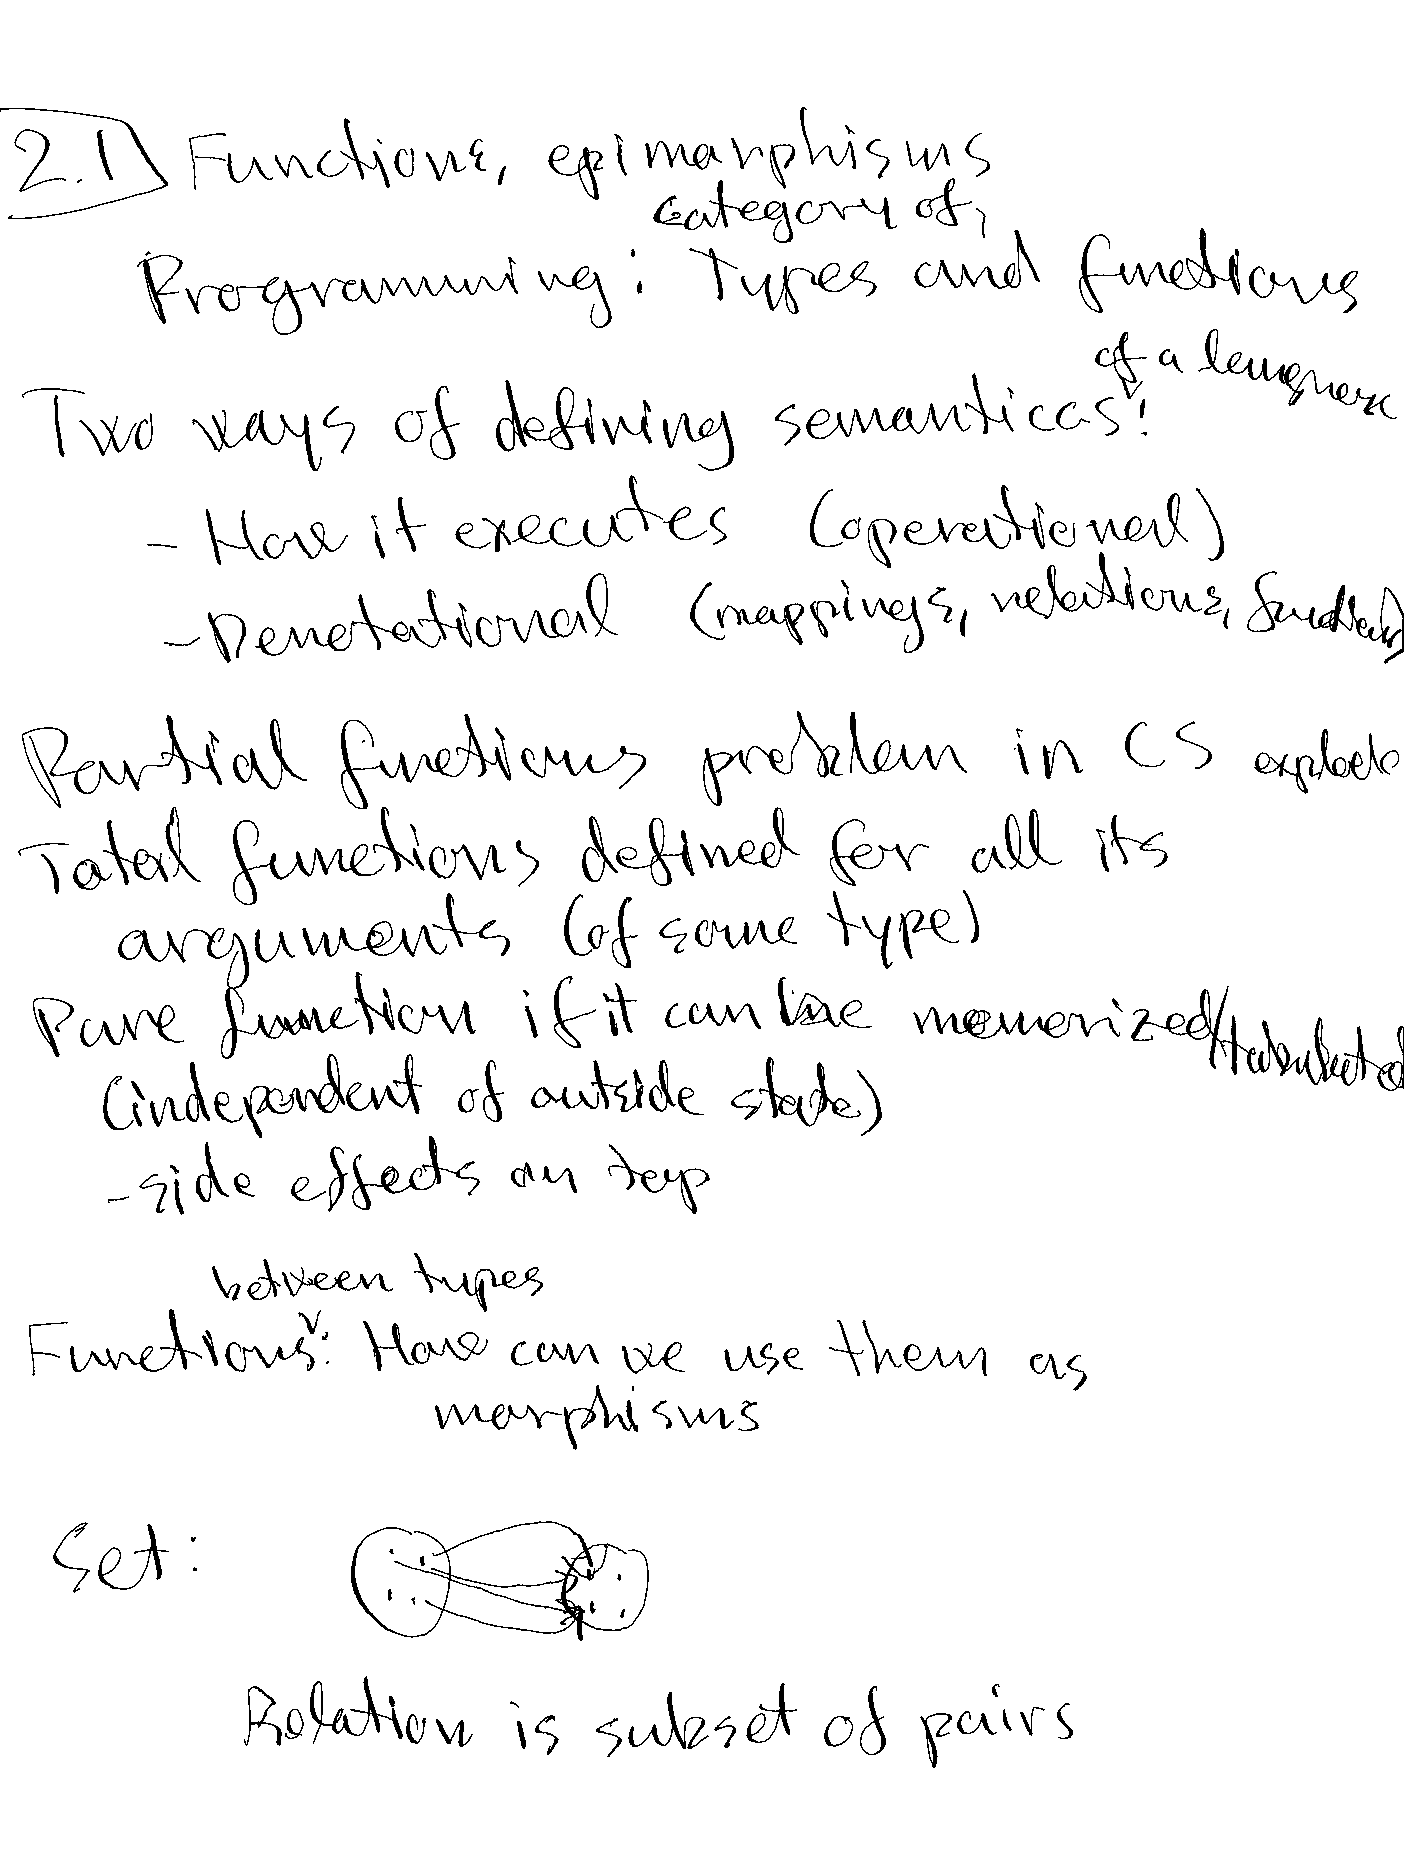 2.1 Functions, epimorphisms
category of
Programming: Types and functions
of a language
Two ways of defining semanticas:
- How it executes (operational)
- Denotational (mappings, relations, functions)
Partial functions problem in CS explode
Total functions defined for all its
arguments (of some type)
Pure function if it can be memorized/tabulated
(independent of outside state)
- side effects on top
between types
Functions: How can we use them as
morphisms
Set:
Relation is subset of pairs